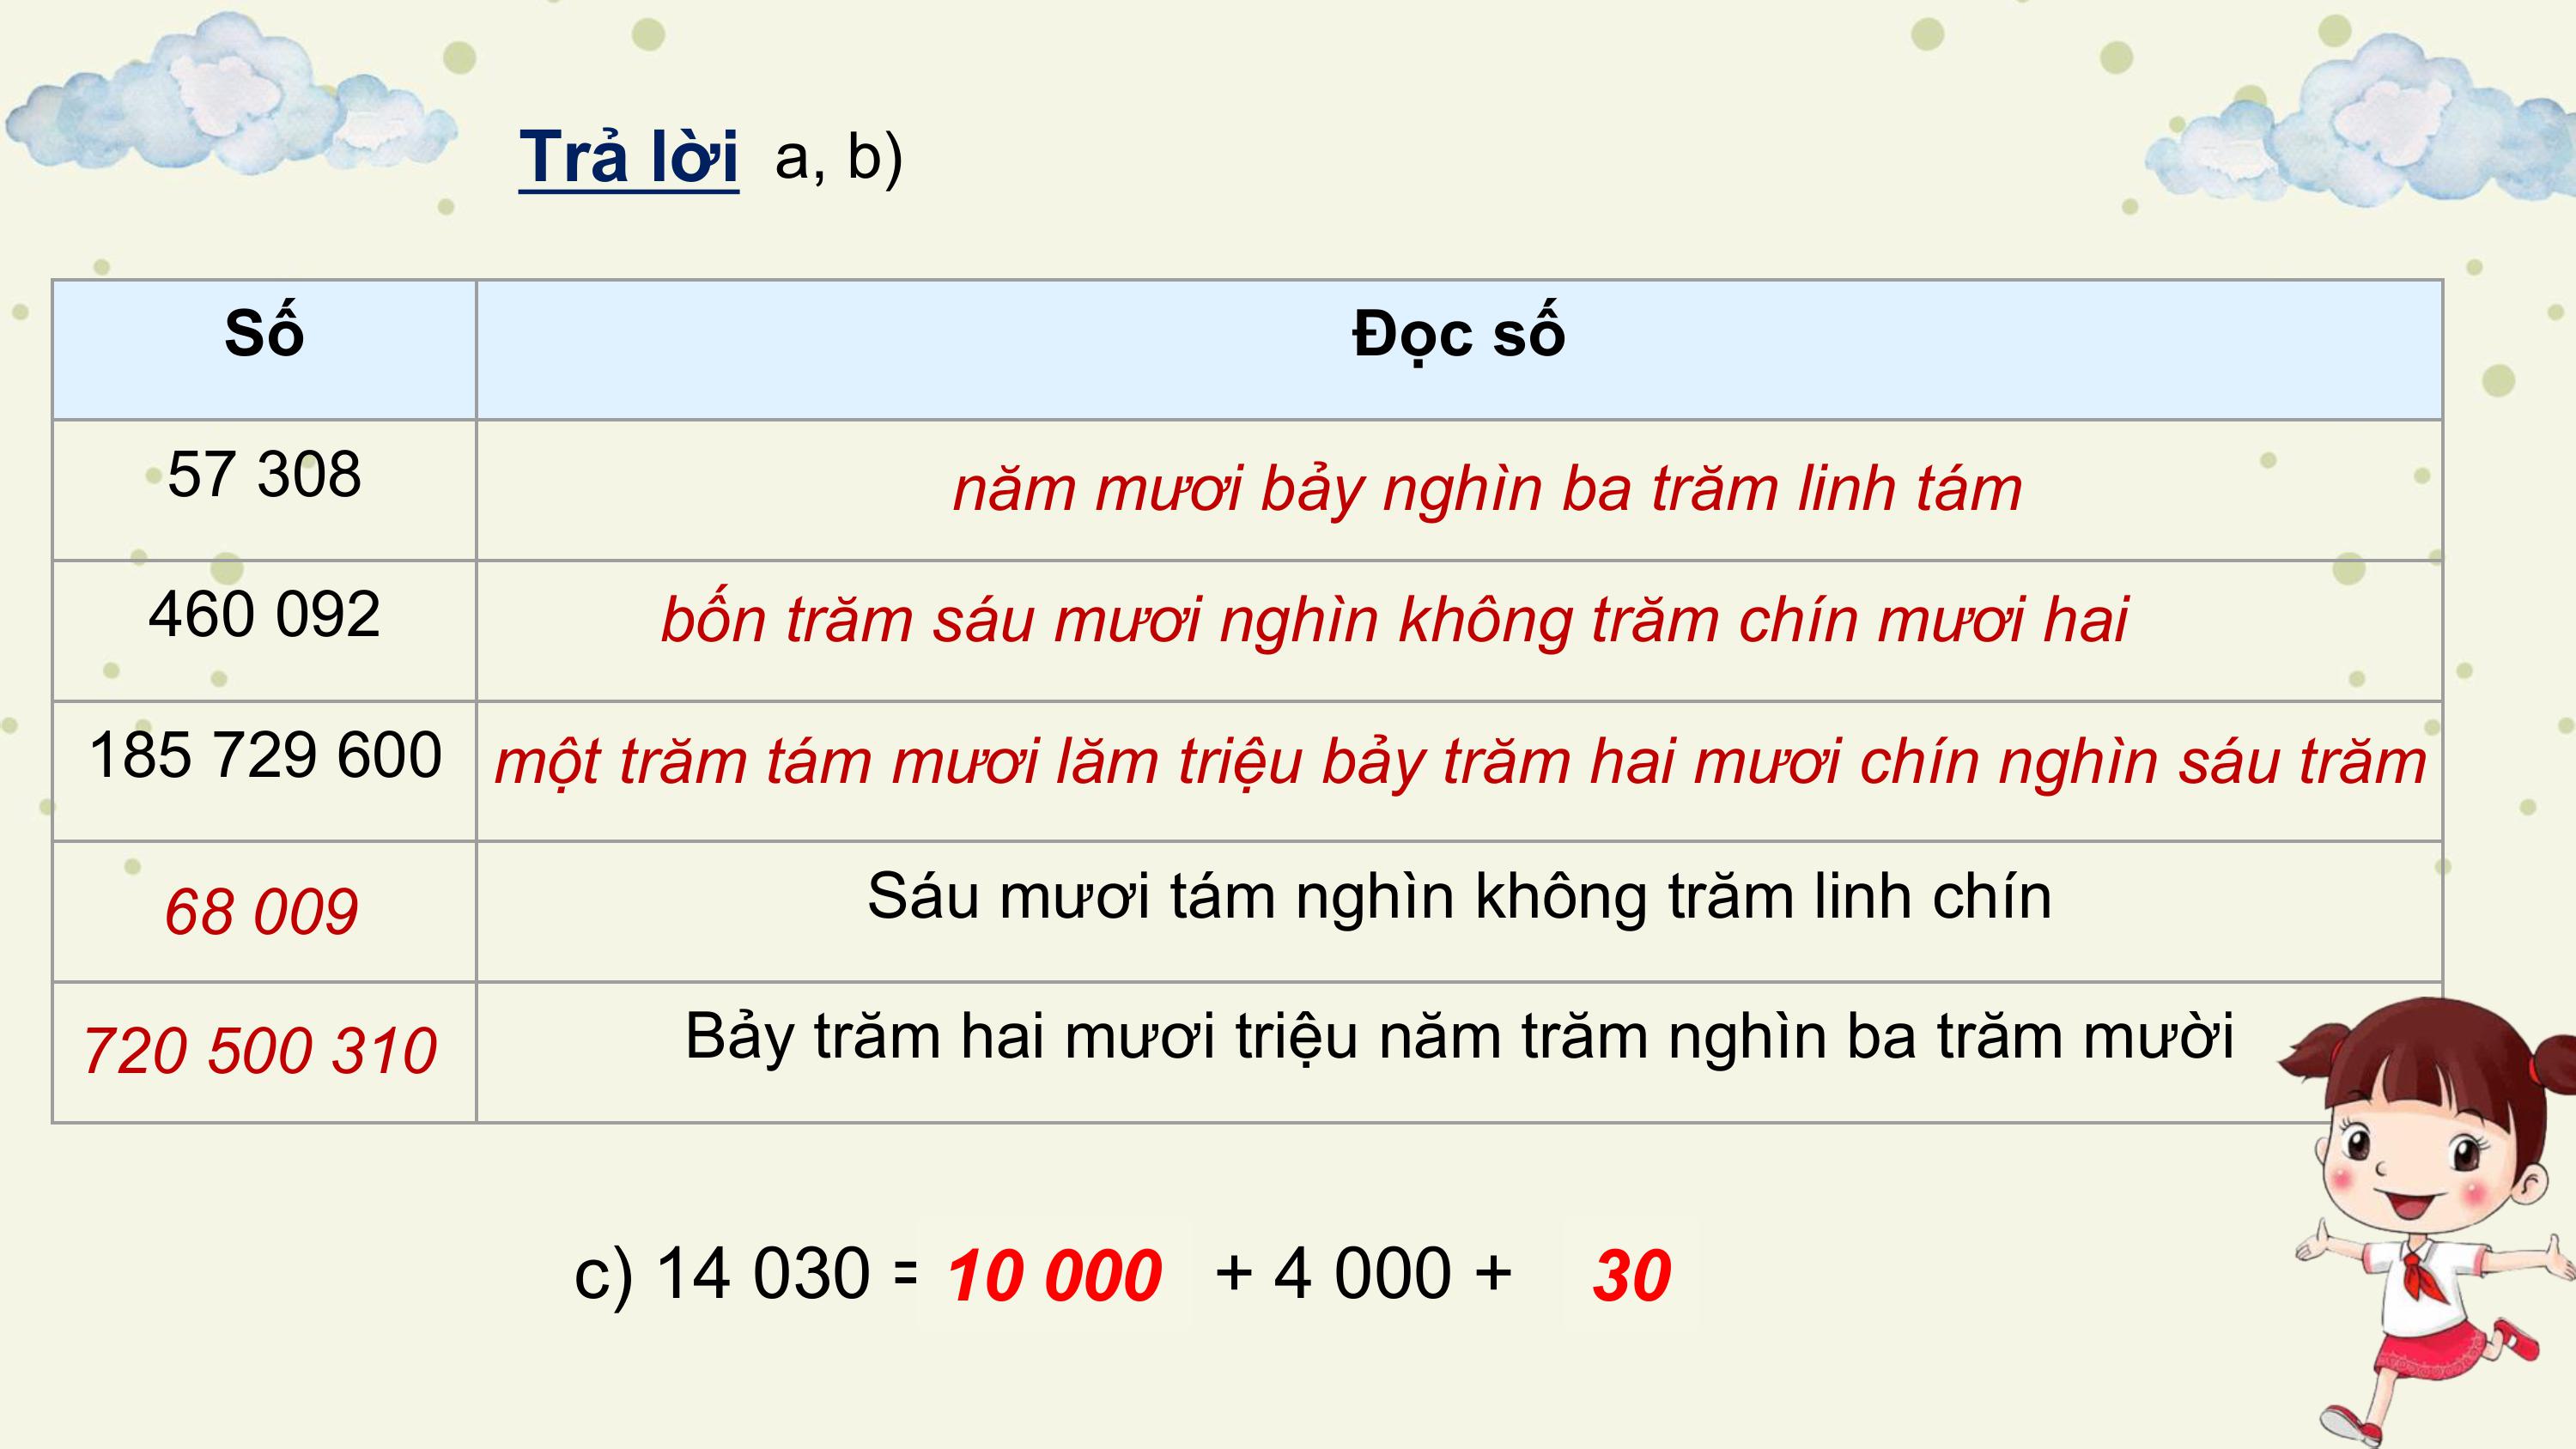 Trả lời a, b)
Số Đọc số
57 308 năm mươi bảy nghìn ba trăm linh tám
460 092 bốn trăm sáu mươi nghìn không trăm chín mươi hai
185 729 600 một trăm tám mươi lăm triệu bảy trăm hai mươi chín nghìn sáu trăm
68 009 Sáu mươi tám nghìn không trăm linh chín
720 500 310 Bảy trăm hai mươi triệu năm trăm nghìn ba trăm mười
c) 14 030 = 10 000 + 4 000 + 30